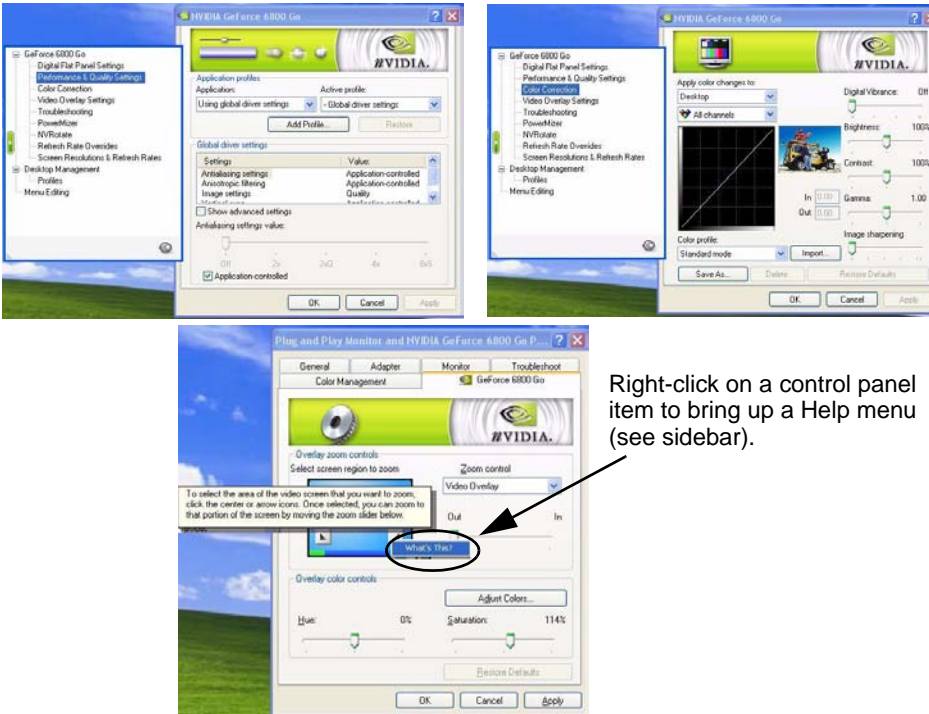 NVIDIA GeForce 6800 Go
GeForce 6800 Go
Digital Flat Panel Settings
Performance & Quality Settings
Color Correction
Video Overlay Settings
Troubleshooting
PowerMizer
NVRotate
Refresh Rate Overrides
Screen Resolutions & Refresh Rates
Desktop Management
Profiles
Menu Editing
NVIDIA.
Application profiles
Application:
Active profile:
Using global driver settings
- Global driver settings
Add Profile...
Restore
Global driver settings
Settings
Value:
Antialiasing settings
Application-controlled
Anisotropic filtering
Application-controlled
Image settings
Quality
Show advanced settings
Antialiasing settings value:
Off
2x
2xQ
4x
8xS
Application-controlled
OK
Cancel
Apply
NVIDIA GeForce 6800 Go
GeForce 6800 Go
Digital Flat Panel Settings
Performance & Quality Settings
Color Correction
Video Overlay Settings
Troubleshooting
PowerMizer
NVRotate
Refresh Rate Overrides
Screen Resolutions & Refresh Rates
Desktop Management
Profiles
Menu Editing
NVIDIA.
Apply color changes to:
Desktop
All channels
Digital Vibrance: Off
Brightness: 100%
Contrast: 100%
In 0.00
Out 0.00
Gamma: 1.00
Image sharpening
Color profile:
Standard mode
Import...
Save As...
Delete
Restore Defaults
OK
Cancel
Apply
Plug and Play Monitor and NVIDIA GeForce 6800 Go P...
General
Adapter
Monitor
Troubleshoot
Color Management
GeForce 6800 Go
NVIDIA.
Overlay zoom controls
Select screen region to zoom
Zoom control
Video Overlay
To select the area of the video screen that you want to zoom,
click the center or arrow icons. Once selected, you can zoom to
that portion of the screen by moving the zoom slider below.
Out
In
What's This?
Overlay color controls
Adjust Colors...
Hue: 0%
Saturation: 114%
Restore Defaults
OK
Cancel
Apply
Right-click on a control panel
item to bring up a Help menu
(see sidebar).